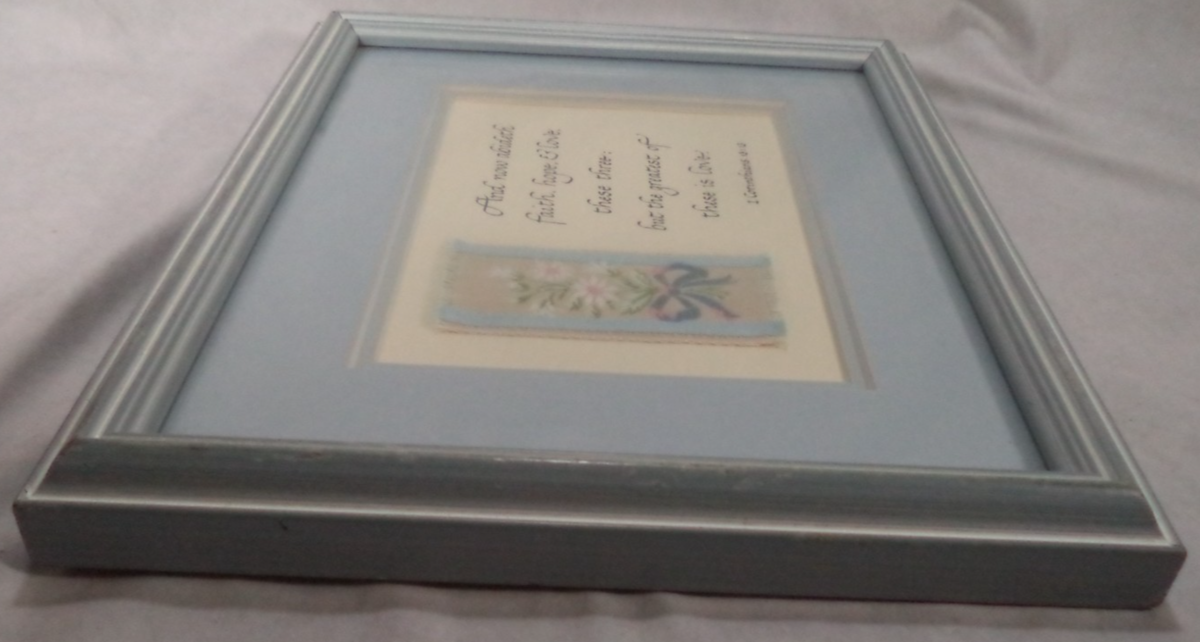 And now abideth
faith, hope, & love
these three:
but the greatest of
these is love
1 Corinthians 13:13